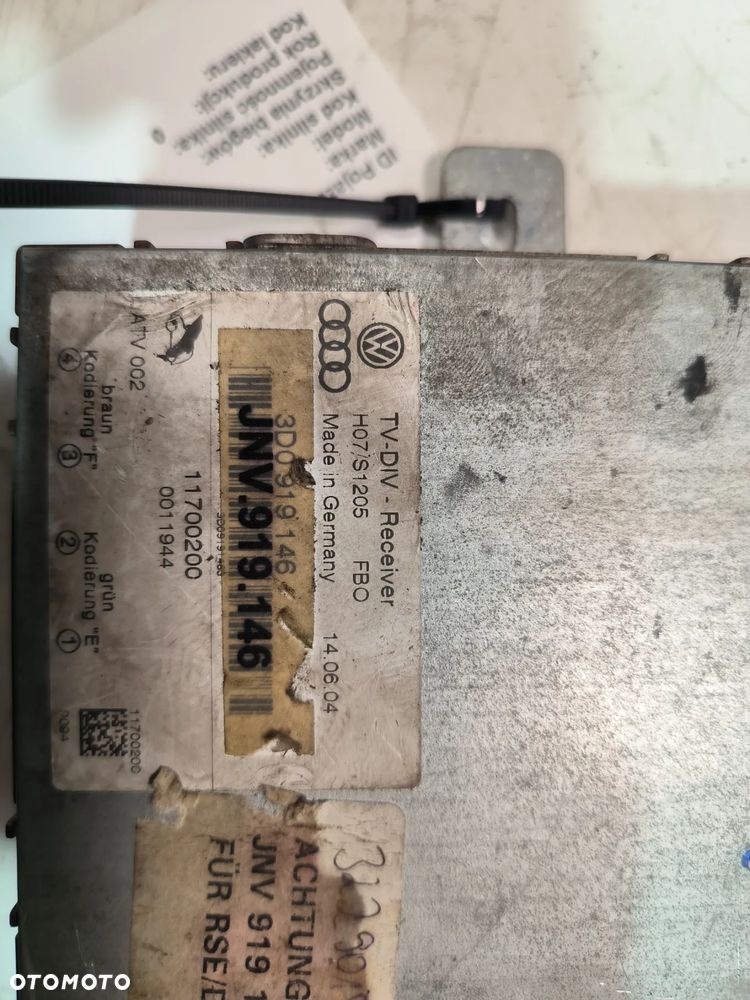 ID Pojaz
Marka:
Model:
Kod silnika:
Skrzynia biegów:
Pojemność silnika:
Rok produkcji:
Kod lakieru:
TV-DIV - Receiver
H07/S1205 FBO
Made in Germany 14.06.04
3D0 919 146
JNV.919.146
11700200
0011944
ATV 002
braun grün
Kodierung "F" Kodierung "E"
4 3 2 1
11700200
ACHTUNG
JNV 919 1
FÜR RSE/
OTOMOTO